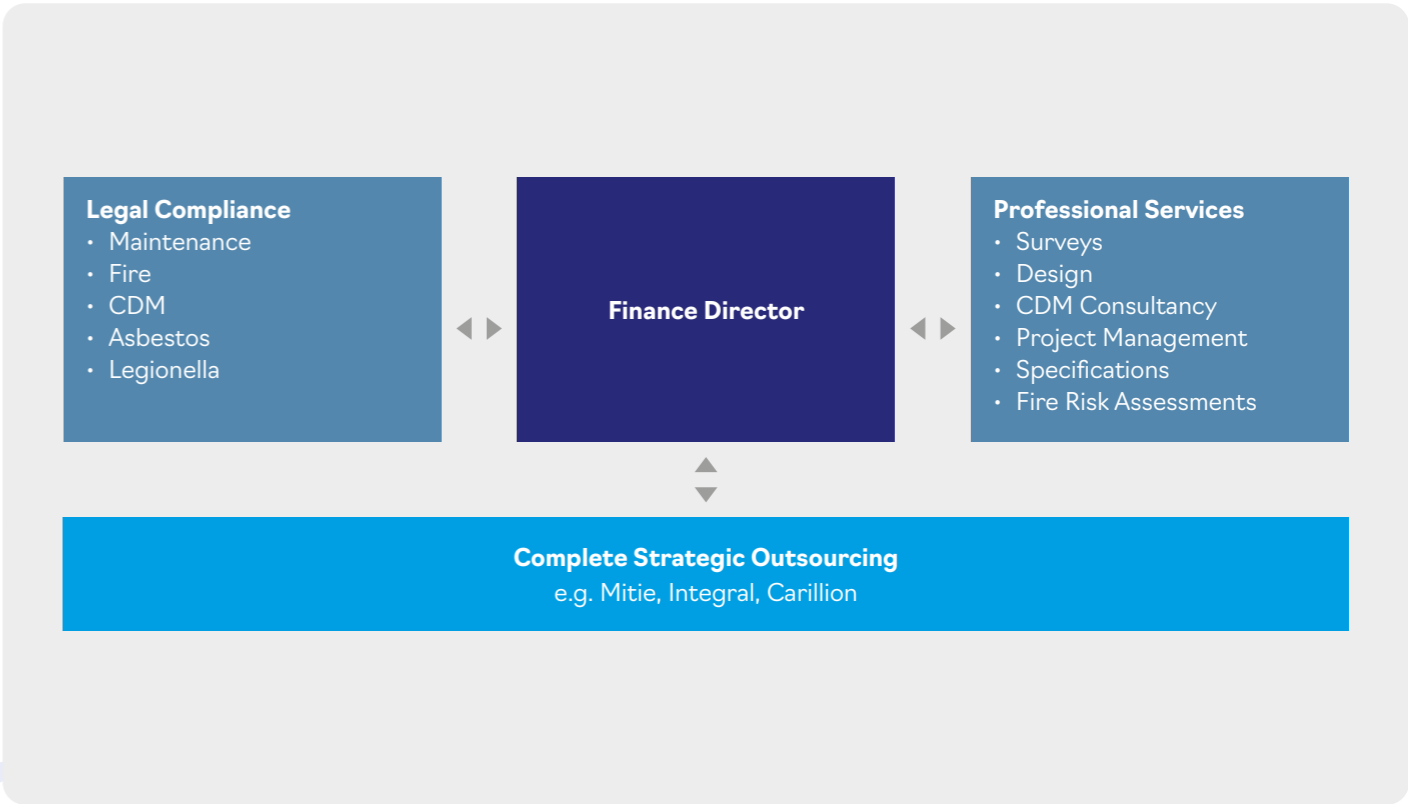 Legal Compliance
• Maintenance
• Fire
• CDM
• Asbestos
• Legionella
Finance Director
Professional Services
• Surveys
• Design
• CDM Consultancy
• Project Management
• Specifications
• Fire Risk Assessments
Complete Strategic Outsourcing
e.g. Mitie, Integral, Carillion